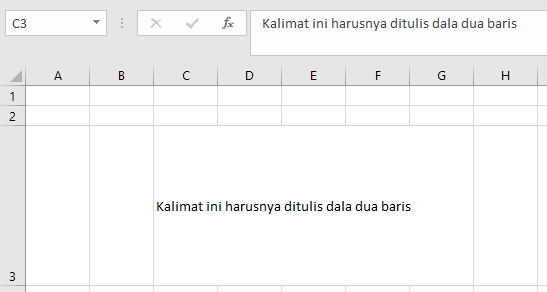 C3
fx
Kalimat ini harusnya ditulis dala dua baris
A B C D E F G H
1
2
Kalimat ini harusnya ditulis dala dua baris
3